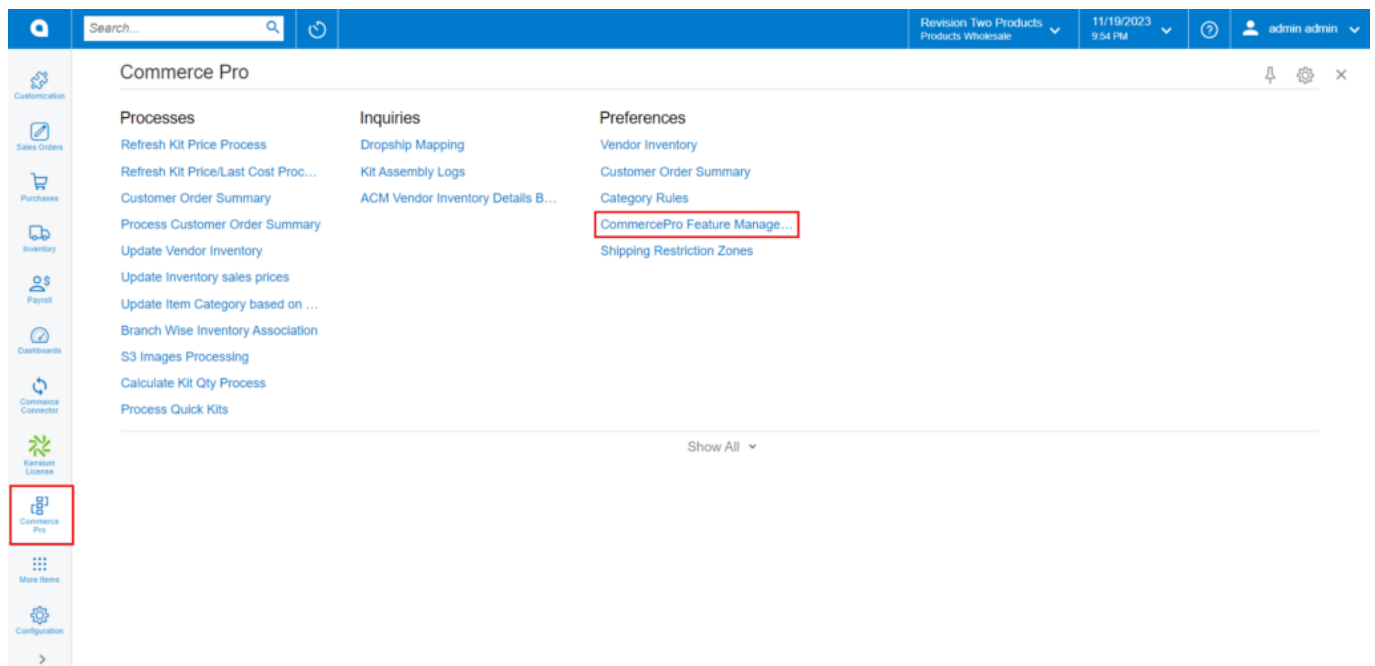 Search...
Revision Two Products
Products Wholesale
11/19/2023
9:54 PM
admin admin
Customization
Sales Orders
Purchases
Inventory
Payroll
Dashboards
Commerce
Connector
Kensium
License
Commerce
Pro
More Items
Configuration
Commerce Pro
Processes
Refresh Kit Price Process
Refresh Kit Price/Last Cost Proc...
Customer Order Summary
Process Customer Order Summary
Update Vendor Inventory
Update Inventory sales prices
Update Item Category based on ...
Branch Wise Inventory Association
S3 Images Processing
Calculate Kit Qty Process
Process Quick Kits
Inquiries
Dropship Mapping
Kit Assembly Logs
ACM Vendor Inventory Details B...
Preferences
Vendor Inventory
Customer Order Summary
Category Rules
CommercePro Feature Manage...
Shipping Restriction Zones
Show All